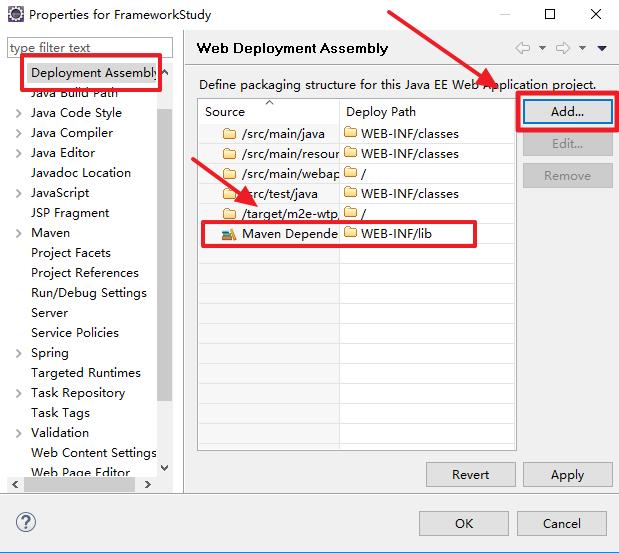 Properties for FrameworkStudy
type filter text
Deployment Assembly
Java Build Path
Java Code Style
Java Compiler
Java Editor
Javadoc Location
JavaScript
JSP Fragment
Maven
Project Facets
Project References
Run/Debug Settings
Server
Service Policies
Spring
Targeted Runtimes
Task Repository
Task Tags
Validation
Web Content Settings
Web Page Editor
Web Deployment Assembly
Define packaging structure for this Java EE Web Application project.
Source Deploy Path
/src/main/java WEB-INF/classes
/src/main/resour WEB-INF/classes
/src/main/webap /
/src/test/java WEB-INF/classes
/target/m2e-wtp, /
Maven Depende WEB-INF/lib
Add...
Edit...
Remove
Revert Apply
? OK Cancel